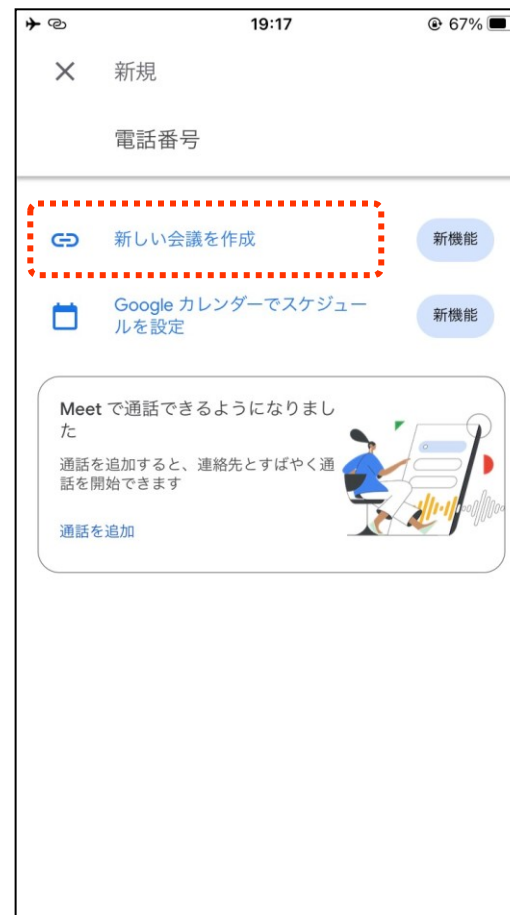 19:17
67%
新規
電話番号
新しい会議を作成
新機能
Google カレンダーでスケジュー
ルを設定
新機能
Meet で通話できるようになりまし
た
通話を追加すると、連絡先とすばやく通
話を開始できます
通話を追加